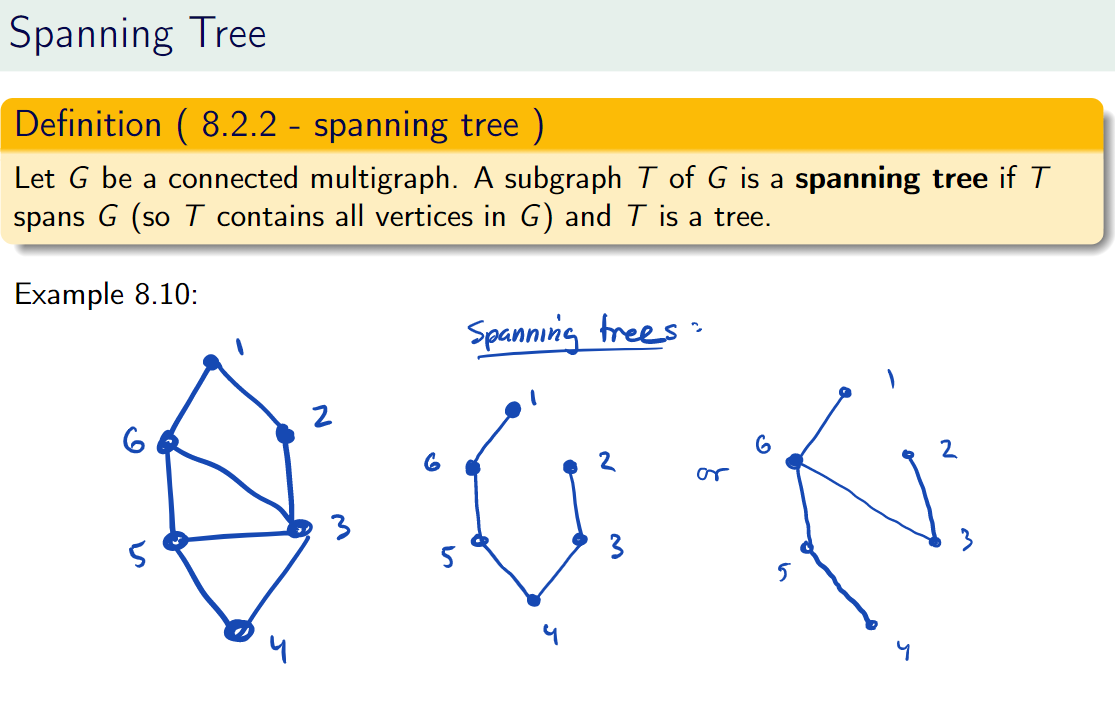 Spanning Tree
Definition ( 8.2.2 - spanning tree )
Let G be a connected multigraph. A subgraph T of G is a spanning tree if T
spans G (so T contains all vertices in G) and T is a tree.
Example 8.10:
Spanning trees:
1
2
6
3
5
4
1
6
2
5
3
4
or
1
6
2
3
5
4